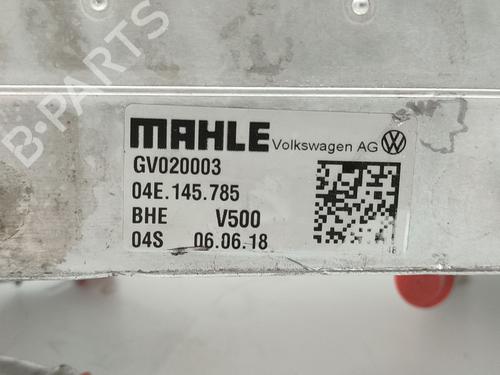 B-PARTS
MAHLE Volkswagen AG
GV020003
04E.145.785
BHE V500
04S 06.06.18